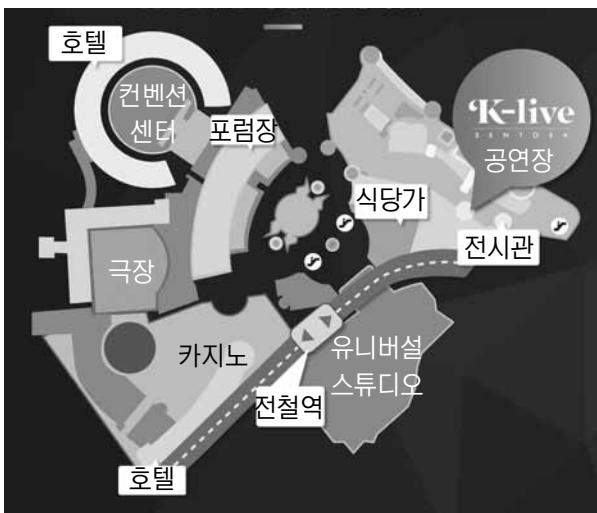 호텔
컨벤션
센터
포럼장
K-live
SENTOSA
공연장
식당가
전시관
극장
카지노
유니버설
스튜디오
전철역
호텔